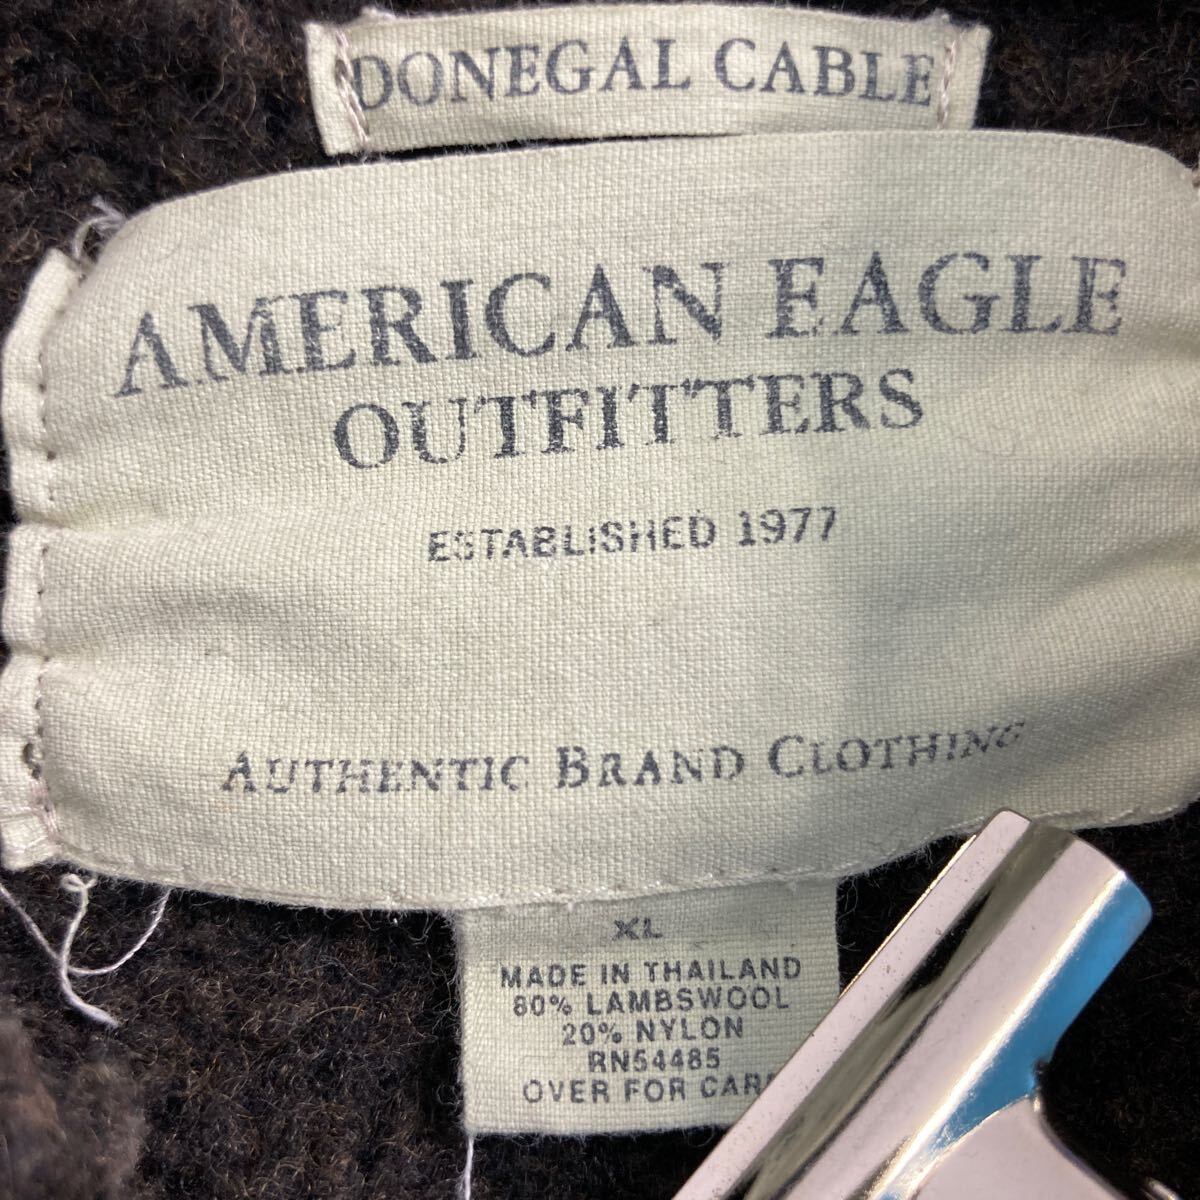 DONEGAL CABLE
AMERICAN EAGLE
OUTFITTERS
ESTABLISHED 1977
AUTHENTIC BRAND CLOTHING
XL
MADE IN THAILAND
80% LAMBSWOOL
20% NYLON
RN54485
OVER FOR CARE